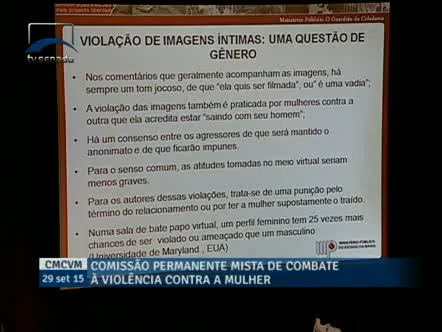 Ministério Público: O Guardião da Cidadania
tv senado
VIOLAÇÃO DE IMAGENS ÍNTIMAS: UMA QUESTÃO DE
GÊNERO
• Nos comentários que geralmente acompanham as imagens, há
sempre um tom jocoso, de que "ela quis ser filmada", ou" é uma vadia";
• A violação das imagens também é praticada por mulheres contra a
outra que ela acredita estar "saindo com seu homem";
• Há um consenso entre os agressores de que será mantido o
anonimato e de que ficarão impunes.
• Para o senso comum, as atitudes tomadas no meio virtual seriam
menos graves.
• Para os autores dessas violações, trata-se de uma punição pelo
término do relacionamento ou por ter a mulher supostamente o traído.
• Numa sala de bate papo virtual, um perfil feminino tem 25 vezes mais
chances de ser violado ou ameaçado que um masculino
(Universidade de Maryland , EUA)
MINISTÉRIO PÚBLICO
DO ESTADO DA BAHIA
CMCVM
29 set 15
COMISSÃO PERMANENTE MISTA DE COMBATE
À VIOLÊNCIA CONTRA A MULHER